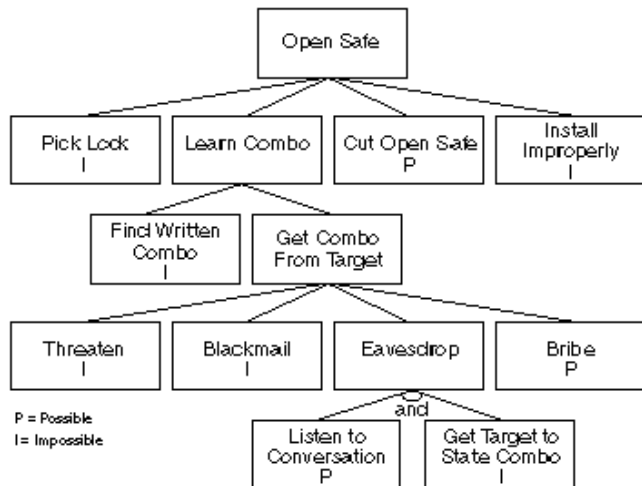 Open Safe
Pick Lock
I
Learn Combo
Cut Open Safe
P
Install
Improperly
I
Find Written
Combo
I
Get Combo
From Target
Threaten
I
Blackmail
I
Eavesdrop
Bribe
P
and
P = Possible
I = Impossible
Listen to
Conversation
P
Get Target to
State Combo
I